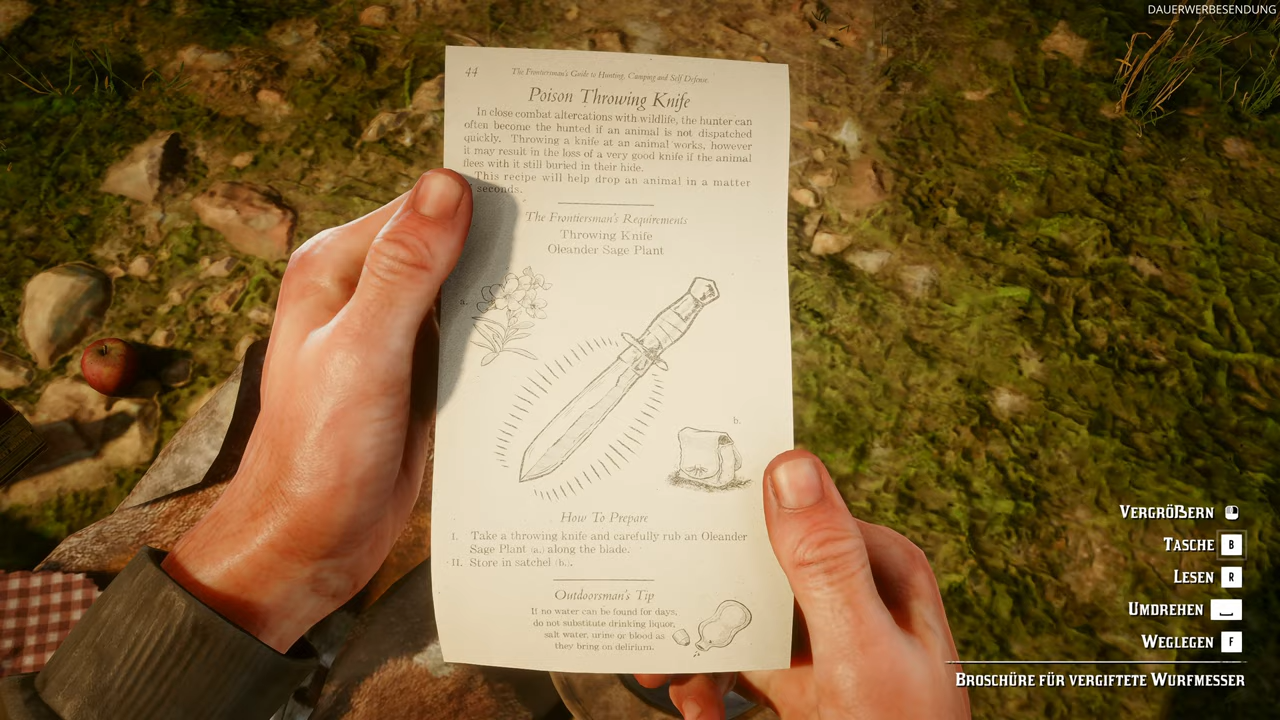 DAUERWERBESENDUNG
44
The Frontiersman's Guide to Hunting, Camping and Self Defense.
Poison Throwing Knife
In close combat altercations with wildlife, the hunter can
often become the hunted if an animal is not dispatched
quickly. Throwing a knife at an animal works, however
it may result in the loss of a very good knife if the animal
flees with it still buried in their hide.
This recipe will help drop an animal in a matter
seconds.
The Frontiersman's Requirements
Throwing Knife
Oleander Sage Plant
a.
b.
How To Prepare
I. Take a throwing knife and carefully rub an Oleander
Sage Plant (a.) along the blade.
II. Store in satchel (b.).
Outdoorsman's Tip
If no water can be found for days,
do not substitute drinking liquor,
salt water, urine or blood as
they bring on delirium.
VERGRÖẞERN
TASCHE B
LESEN R
UMDREHEN
WEGLEGEN F
BROSCHÜRE FÜR VERGIFTETE WURFMESSER